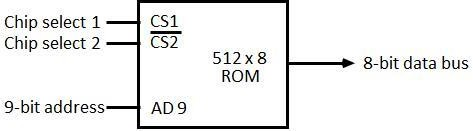 Chip select 1 CS1
Chip select 2 C̅S̅2̅
512 x 8
ROM
8-bit data bus
9-bit address AD 9